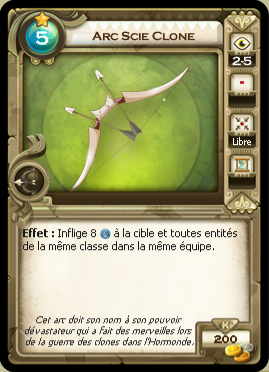 5
ARC SCIE CLONE
2-5
Libre
Effet : Inflige 8 à la cible et toutes entités
de la même classe dans la même équipe.
Cet arc doit son nom à son pouvoir
dévastateur qui a fait des merveilles lors
de la guerre des clones dans l'Hormonde.
KI
200